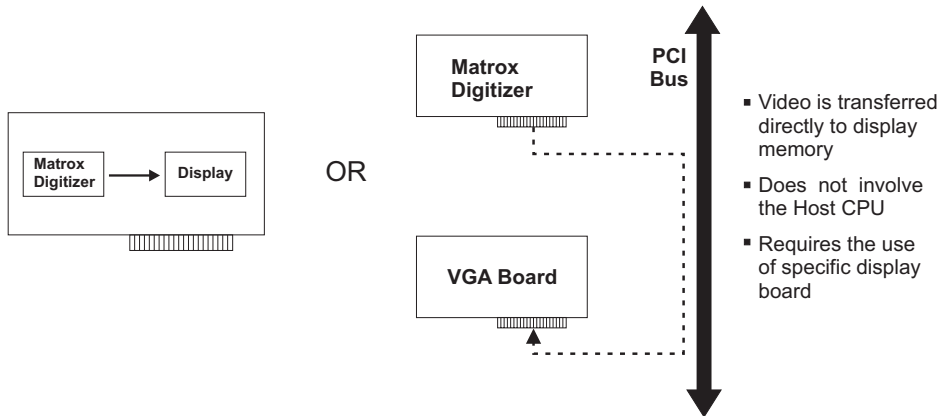 Matrox
Digitizer
Display
OR
Matrox
Digitizer
VGA Board
PCI
Bus
▪ Video is transferred
directly to display
memory
▪ Does not involve
the Host CPU
▪ Requires the use
of specific display
board